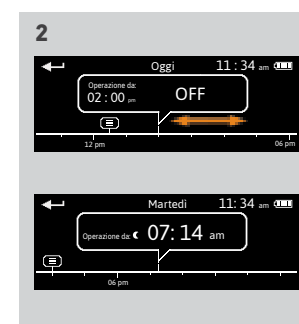 2
Oggi 11 : 34 am
Operazione da:
02 : 00 pm OFF
12 pm 06 pm
Martedi 11: 34 am
Operazione da: 07: 14 am
06 pm